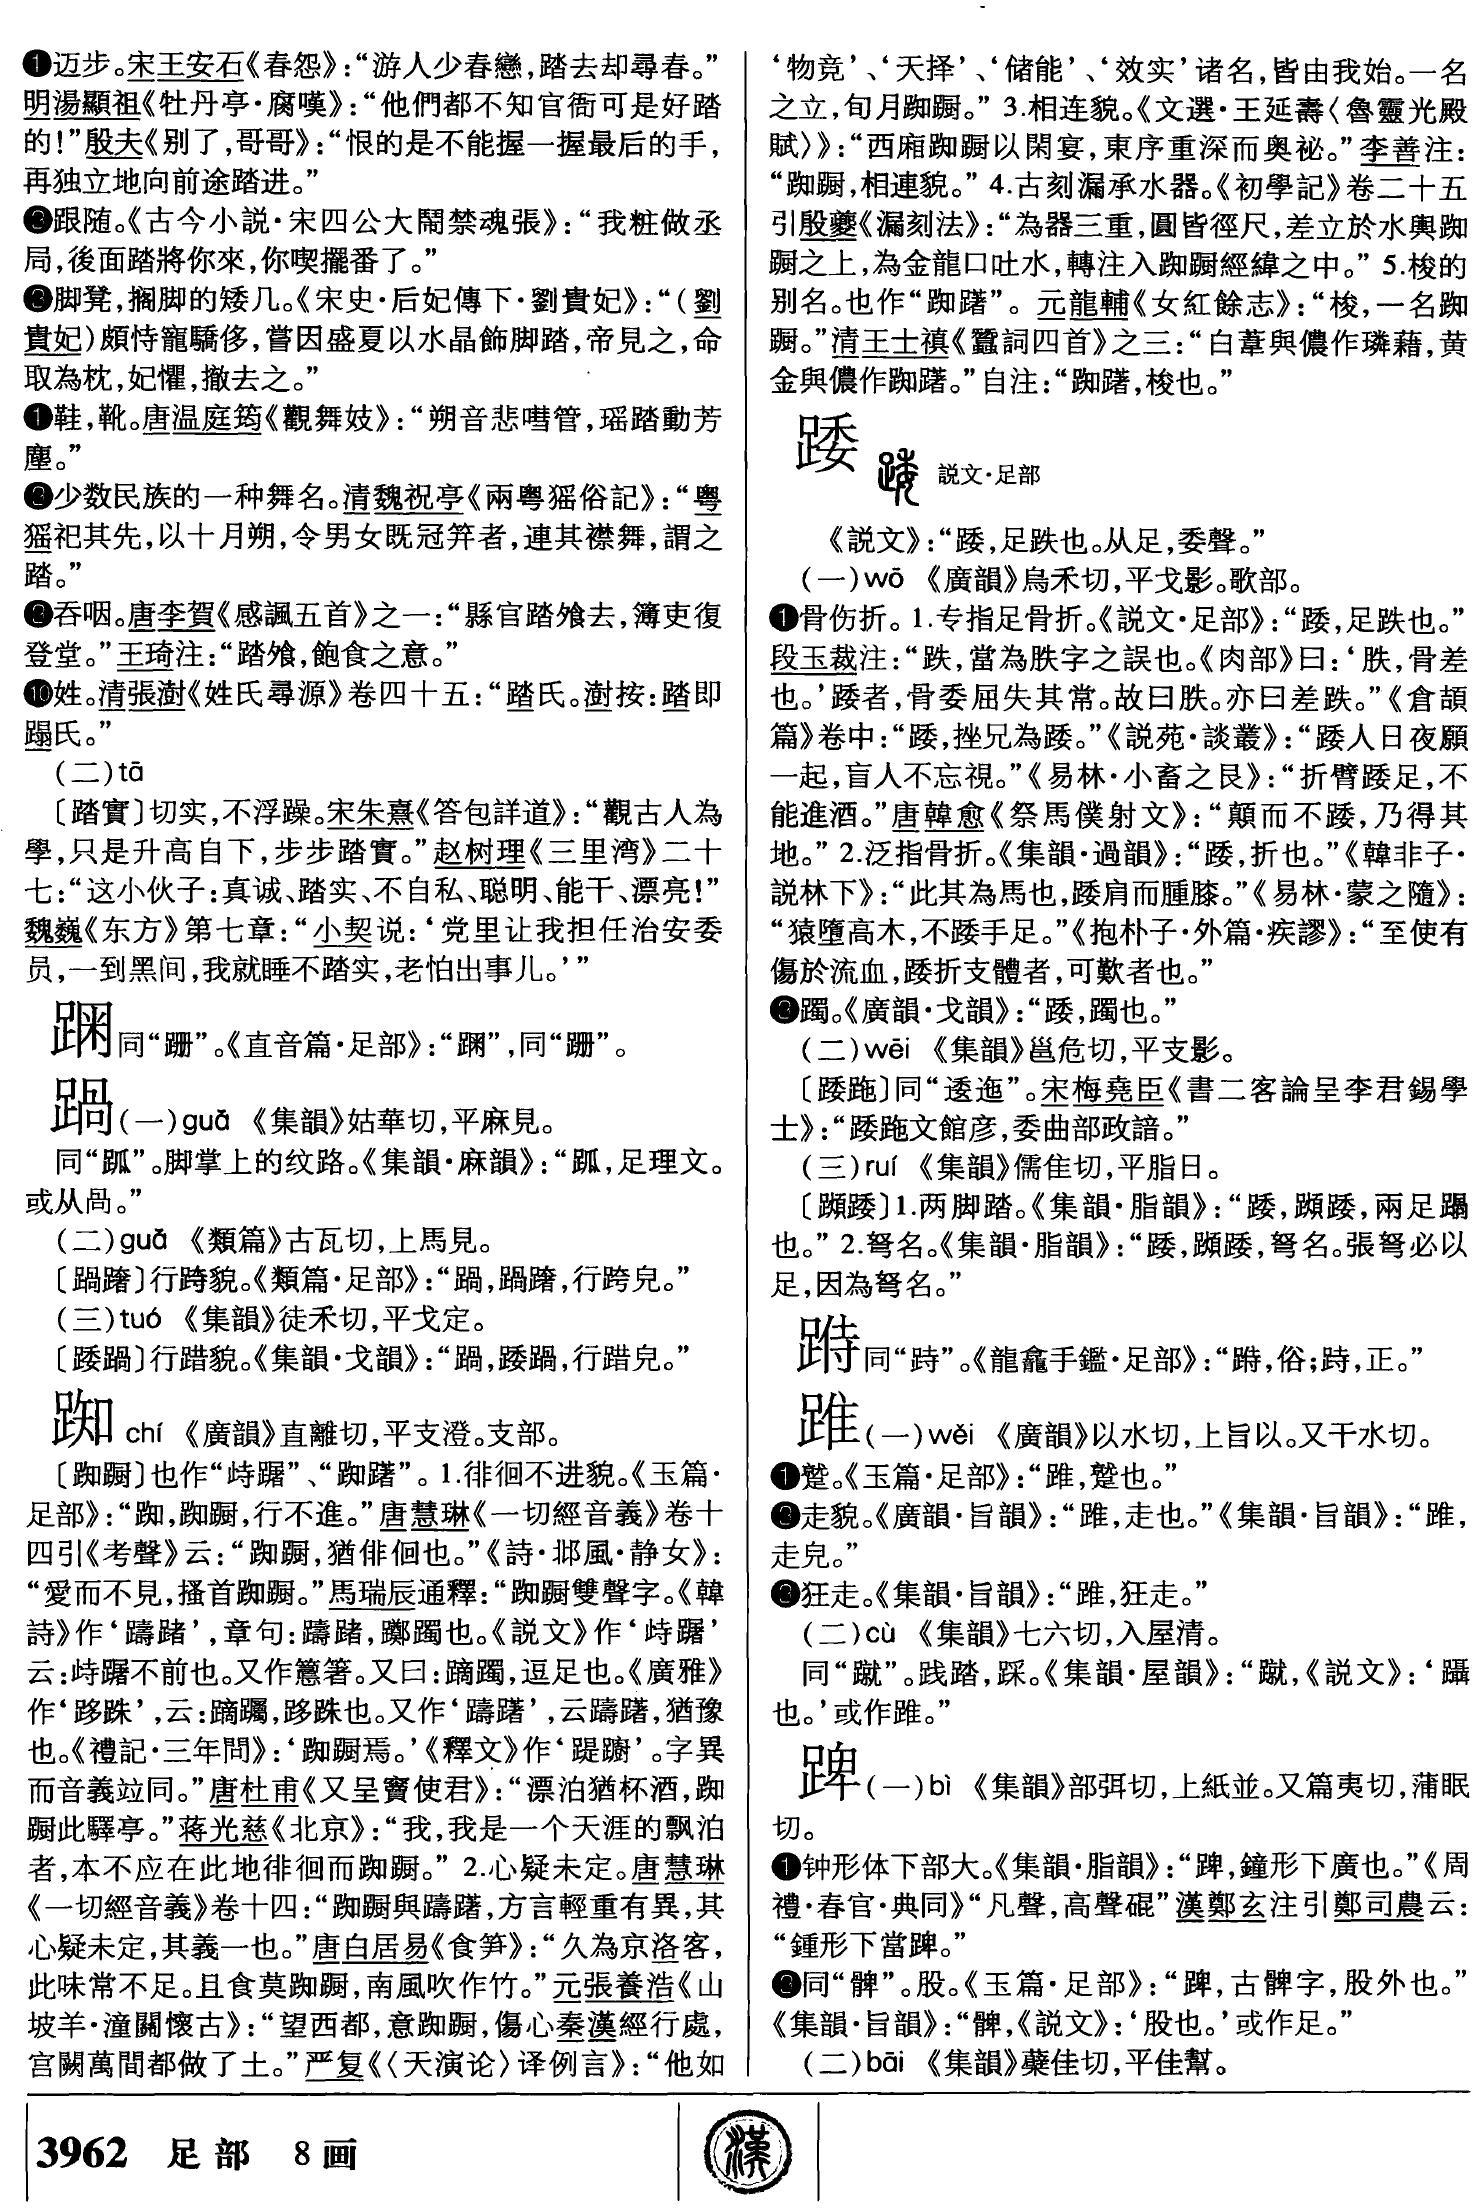 ❶迈步。宋王安石《春怨》：“游人少春戀，踏去却尋春。”
明湯顯祖《牡丹亭·腐嘆》：“他們都不知官衙可是好踏
的！”殷夫《别了，哥哥》：“恨的是不能握一握最后的手，
再独立地向前途踏进。”
跟随。《古今小説·宋四公大鬧禁魂張》：“我粧做丞
局，後面踏將你來，你喫擺番了。”
脚凳，搁脚的矮几。《宋史·后妃傳下·劉貴妃》：“（劉
貴妃）頗恃寵驕侈，嘗因盛夏以水晶飾脚踏，帝見之，命
取為枕，妃懼，撤去之。”
鞋，靴。唐温庭筠《觀舞妓》：“朔音悲嘒管，瑶踏動芳
塵。”
少数民族的一种舞名。清魏祝亭《兩粤猺俗記》：“粤
猺祀其先，以十月朔，令男女既冠笄者，連其襟舞，謂之
踏。”
吞咽。唐李賀《感諷五首》之一：“縣官踏飧去，簿吏復
登堂。”王琦注：“踏飧，飽食之意。”
❿姓。清張澍《姓氏尋源》卷四十五：“踏氏。澍按：踏即
蹋氏。”
（二）tā
〔踏實〕切实，不浮躁。宋朱熹《答包詳道》：“觀古人為
學，只是升高自下，步步踏實。”赵树理《三里湾》二十
七：“这小伙子：真诚、踏实、不自私、聪明、能干、漂亮！”
魏巍《东方》第七章：“小契说：‘党里让我担任治安委
员，一到黑间，我就睡不踏实，老怕出事儿。’”
同“跚”。《直音篇·足部》：“”，同“跚”。
踻（一）guā 《集韻》姑華切，平麻見。
同“𧿼”。脚掌上的纹路。《集韻·麻韻》：“，足理文。
或从咼。”
（二）guǎ 《類篇》古瓦切，上馬見。
〔踻〕行跨貌。《類篇·足部》：“踻，踻，行跨皃。”
（三）tuó 《集韻》徒禾切，平戈定。
〔踒踻〕行踖貌。《集韻·戈韻》：“踻，踒踻，行踖皃。”
踟 chí 《廣韻》直離切，平支澄。支部。
〔踟蹰〕也作“歭躇”、“踟躇”。1.徘徊不进貌。《玉篇·
足部》：“踟，踟蹰，行不進。”唐慧琳《一切經音義》卷十
四引《考聲》云：“踟蹰，猶俳佪也。”《詩·邶風·静女》：
“愛而不見，搔首踟蹰。”馬瑞辰通釋：“踟蹰雙聲字。《韓
詩》作‘躊躇’，章句：躊躇，躑躅也。《説文》作‘歭躇’
云：歭躇不前也。又作箸。又曰：蹢躅，逗足也。《廣雅》
作‘跢跦’，云：蹢躅，跢跦也。又作‘躊躇’，云躊躇，猶豫
也。《禮記·三年問》：‘踟蹰焉。’《釋文》作‘踶躕’。字異
而音義竝同。”唐杜甫《又呈竇使君》：“漂泊猶杯酒，踟
蹰此驛亭。”蒋光慈《北京》：“我，我是一个天涯的飘泊
者，本不应在此地徘徊而踟蹰。” 2.心疑未定。唐慧琳
《一切經音義》卷十四：“踟蹰與躊躇，方言輕重有異，其
心疑未定，其義一也。”唐白居易《食笋》：“久為京洛客，
此味常不足。且食莫踟蹰，南風吹作竹。”元張養浩《山
坡羊·潼關懷古》：“望西都，意踟蹰，傷心秦漢經行處，
宫闕萬間都做了土。”严复《〈天演论〉译例言》：“他如
‘物竞’、‘天择’、‘储能’、‘效实’诸名，皆由我始。一名
之立，旬月踟蹰。” 3.相连貌。《文選·王延壽〈魯靈光殿
賦〉》：“西廂踟蹰以閑宴，東序重深而奥祕。”李善注：
“踟蹰，相連貌。” 4.古刻漏承水器。《初學記》卷二十五
引殷夔《漏刻法》：“為器三重，圓皆徑尺，差立於水輿踟
蹰之上，為金龍口吐水，轉注入踟蹰經緯之中。” 5.梭的
别名。也作“踟躇”。元龍輔《女紅餘志》：“梭，一名踟
蹰。”清王士禛《蠶詞四首》之三：“白葦與儂作璘藉，黄
金與儂作踟躇。”自注：“踟躇，梭也。”
踒 説文·足部
《説文》：“踒，足跌也。从足，委聲。”
（一）wō 《廣韻》烏禾切，平戈影。歌部。
❶骨伤折。1.专指足骨折。《説文·足部》：“踒，足跌也。”
段玉裁注：“跌，當為胅字之誤也。《肉部》曰：‘胅，骨差
也。’踒者，骨委屈失其常。故曰胅。亦曰差跌。”《倉頡
篇》卷中：“踒，挫兄為踒。”《説苑·談叢》：“踒人日夜願
一起，盲人不忘視。”《易林·小畜之艮》：“折臂踒足，不
能進酒。”唐韓愈《祭馬僕射文》：“顛而不踒，乃得其
地。” 2.泛指骨折。《集韻·過韻》：“踒，折也。”《韓非子·
説林下》：“此其為馬也，踒肩而腫膝。”《易林·蒙之隨》：
“猿墮高木，不踒手足。”《抱朴子·外篇·疾謬》：“至使有
傷於流血，踒折支體者，可歎者也。”
❷躅。《廣韻·戈韻》：“踒，躅也。”
（二）wēi 《集韻》邕危切，平支影。
〔踒迤〕同“逶迤”。宋梅堯臣《書二客論呈李君錫學
士》：“踒文館彦，委曲部政諳。”
（三）ruí 《集韻》儒隹切，平脂日。
〔踒〕1.两脚踏。《集韻·脂韻》：“踒，踒，兩足蹋
也。” 2.弩名。《集韻·脂韻》：“踒，踒，弩名。張弩必以
足，因為弩名。”
同“跱”。《龍龕手鑑·足部》：“，俗；跱，正。”
踓（一）wěi 《廣韻》以水切，上旨以。又千水切。
❶蹵。《玉篇·足部》：“踓，蹵也。”
❷走貌。《廣韻·旨韻》：“踓，走也。”《集韻·旨韻》：“踓，
走皃。”
❸狂走。《集韻·旨韻》：“踓，狂走。”
（二）cù 《集韻》七六切，入屋清。
同“蹴”。践踏，踩。《集韻·屋韻》：“蹴，《説文》：‘躡
也。’或作踓。”
踔（一）bì 《集韻》部弭切，上紙並。又篇夷切，蒲眠
切。
❶钟形体下部大。《集韻·脂韻》：“䠋，鐘形下廣也。”《周
禮·春官·典同》“凡聲，高聲硍”漢鄭玄注引鄭司農云：
“鍾形下當䠋。”
❷同“髀”。股。《玉篇·足部》：“䠋，古髀字，股外也。”
《集韻·旨韻》：“髀，《説文》：‘股也。’或作足。”
（二）bāi 《集韻》蘗佳切，平佳幫。
3962 足部 8画
漢